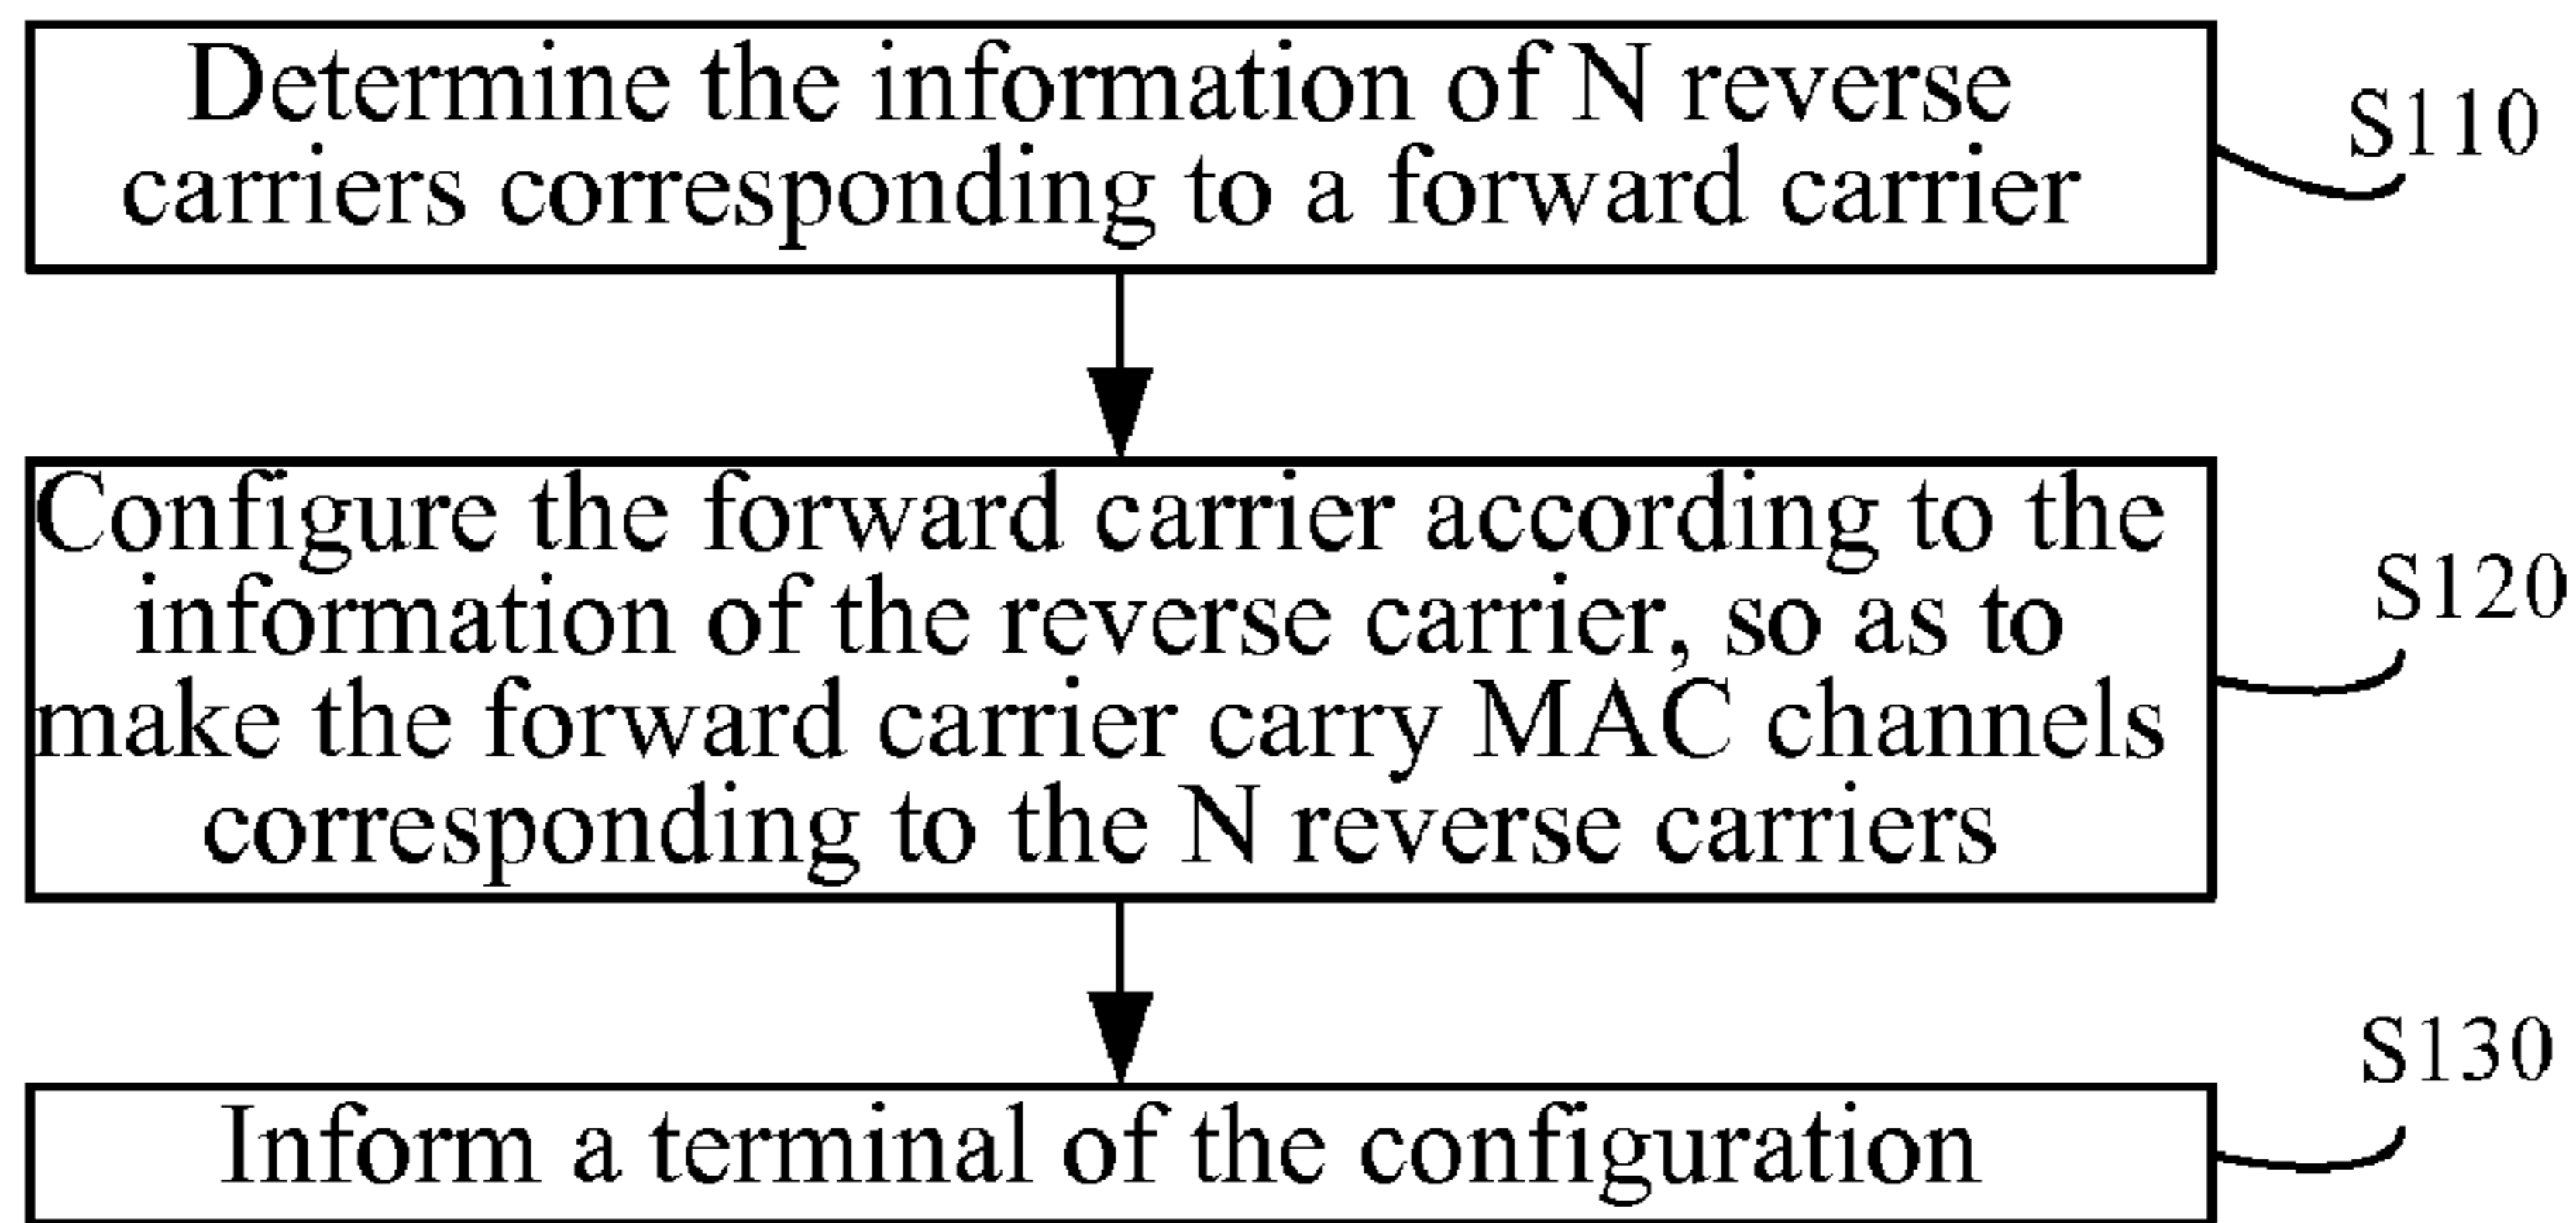 Determine the information of N reverse
carriers corresponding to a forward carrier
S110
Configure the forward carrier according to the
information of the reverse carrier, so as to
make the forward carrier carry MAC channels
corresponding to the N reverse carriers
S120
Inform a terminal of the configuration
S130